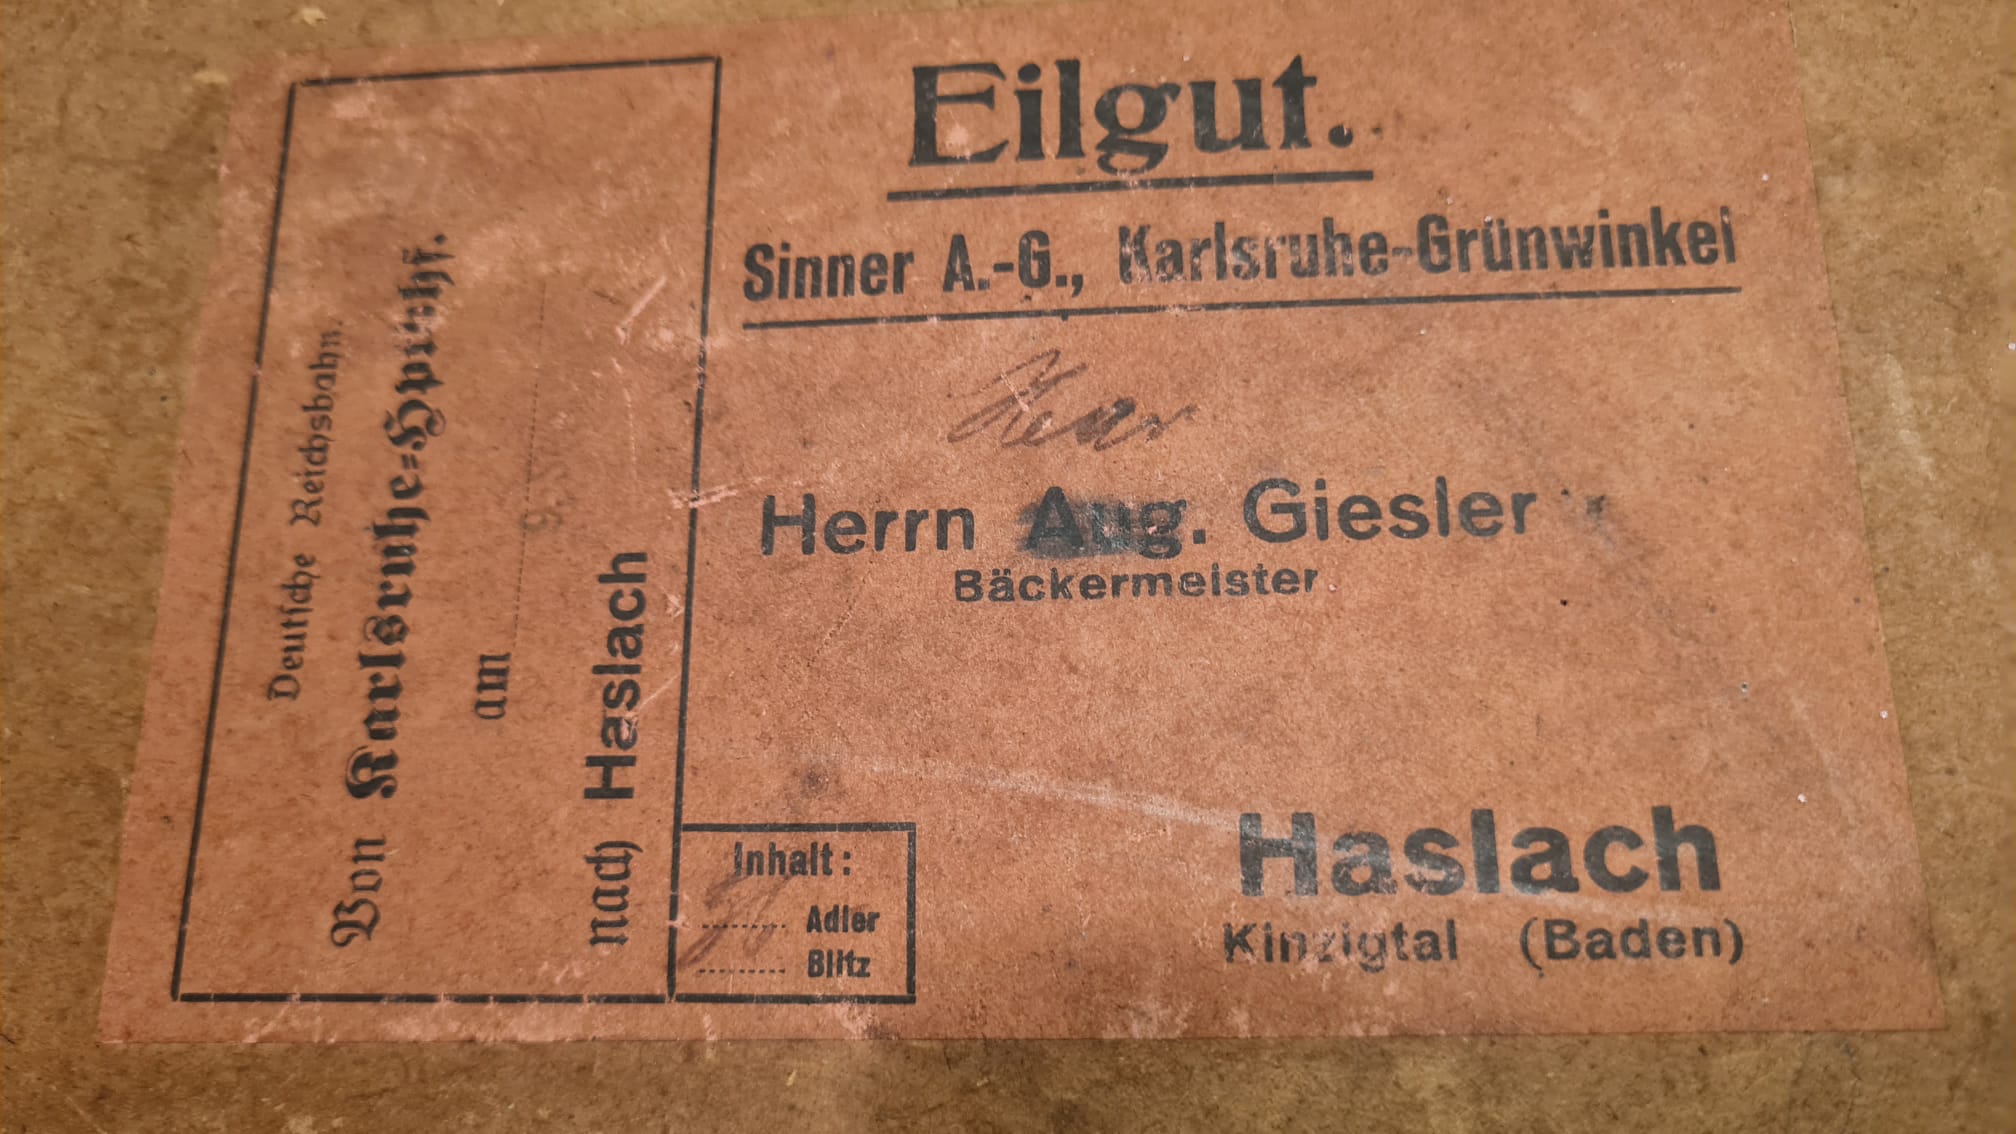 Eilgut.
Sinner A.-G., Karlsruhe-Grünwinkel
Herrn Aug. Giesler
Bäckermeister
Haslach
Kinzigtal (Baden)
Deutsche Reichsbahn.
Von Karlsruhe=Hptbhf.
am
nach Haslach
Inhalt:
Adler
Blitz